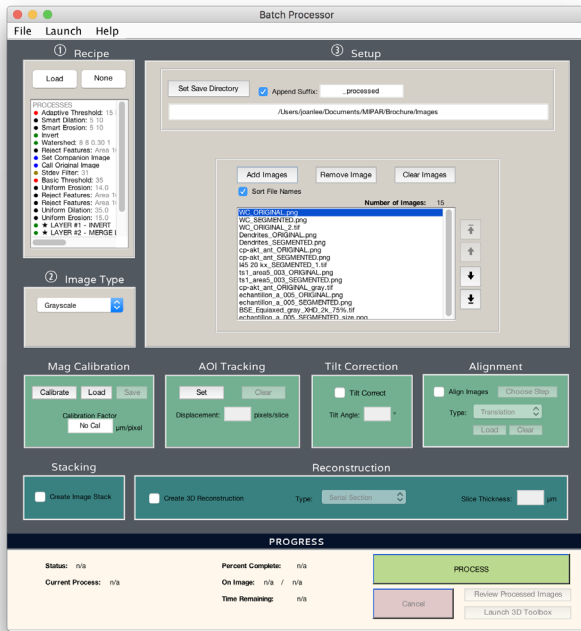 Batch Processor
File Launch Help
① Recipe
Load None
PROCESSES
Adaptive Threshold: 15
Smart Dilation: 5 10
Smart Erosion: 5 10
Invert
Watershed: 8 8 0.30 1
Reject Features: Area 10
Set Companion Image
Call Original Image
Stdev Filter: 31
Basic Threshold: 35
Uniform Erosion: 14.0
Reject Features: Area
Reject Features: Area
Uniform Dilation: 35.0
Uniform Erosion: 15.0
★ LAYER #1 - INVERT
★ LAYER #2 - MERGE
② Image Type
Grayscale
③ Setup
Set Save Directory Append Suffix: _processed
/Users/joanlee/Documents/MIPAR/Brochure/Images
Add Images Remove Image Clear Images
Sort File Names
Number of Images: 15
WC_ORIGINAL.png
WC_SEGMENTED.png
WC_ORIGINAL_2.tif
Dendrites_ORIGINAL.png
Dendrites_SEGMENTED.png
cp-akt_ant_ORIGINAL.png
cp-akt_ant_SEGMENTED.png
I45 20 kx_SEGMENTED_1.tif
ts1_area5_003_ORIGINAL.png
ts1_area5_003_SEGMENTED.png
cp-akt_ant_ORIGINAL_gray.tif
echantillon_a_005_ORIGINAL.png
echantillon_a_005_SEGMENTED.png
BSE_Equiaxed_gray_XHD_2k_75%.tif
echantillon_a_005_SEGMENTED_size.png
Mag Calibration
Calibrate Load Save
Calibration Factor
No Cal µm/pixel
AOI Tracking
Set Clear
Displacement: pixels/slice
Tilt Correction
Tilt Correct
Tilt Angle: °
Alignment
Align Images Choose Step
Type: Translation
Load Clear
Stacking
Create Image Stack
Reconstruction
Create 3D Reconstruction Type: Serial Section Slice Thickness: µm
PROGRESS
Status: n/a
Current Process: n/a
Percent Complete: n/a
On Image: n/a / n/a
Time Remaining: n/a
PROCESS
Cancel
Review Processed Images
Launch 3D Toolbox